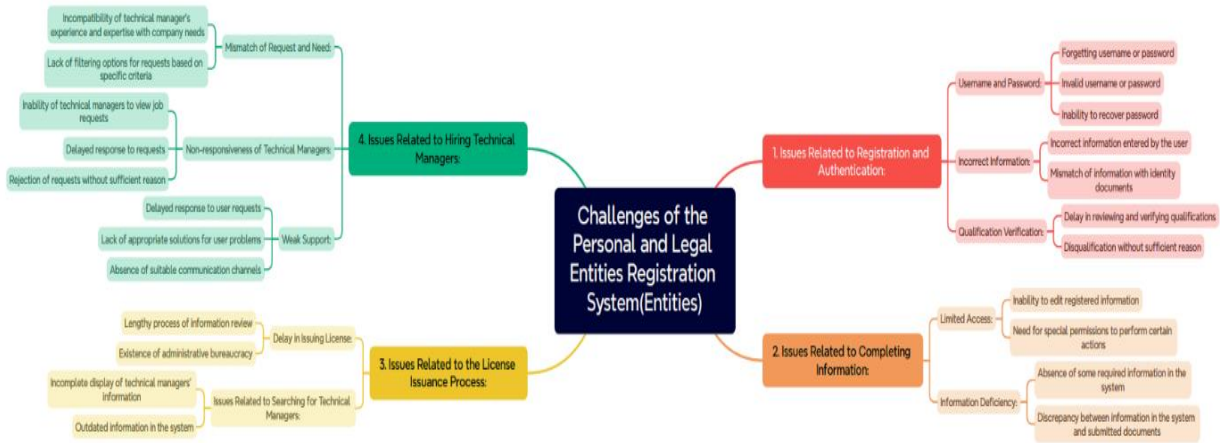 Challenges of the
Personal and Legal
Entities Registration
System(Entities)
1. Issues Related to Registration and
Authentication:
Username and Password:
Forgetting username or password
Invalid username or password
Inability to recover password
Incorrect Information:
Incorrect information entered by the user
Mismatch of information with identity
documents
Qualification Verification:
Delay in reviewing and verifying qualifications
Disqualification without sufficient reason
2. Issues Related to Completing
Information:
Limited Access:
Inability to edit registered information
Need for special permissions to perform certain
actions
Information Deficiency:
Absence of some required information in the
system
Discrepancy between information in the system
and submitted documents
3. Issues Related to the License
Issuance Process:
Delay in Issuing License:
Lengthy process of information review
Existence of administrative bureaucracy
Issues Related to Searching for Technical
Managers:
Incomplete display of technical managers'
information
Outdated information in the system
4. Issues Related to Hiring Technical
Managers:
Mismatch of Request and Need:
Incompatibility of technical manager's
experience and expertise with company needs
Lack of filtering options for requests based on
specific criteria
Non-responsiveness of Technical Managers:
Inability of technical managers to view job
requests
Delayed response to requests
Rejection of requests without sufficient reason
Weak Support:
Delayed response to user requests
Lack of appropriate solutions for user problems
Absence of suitable communication channels